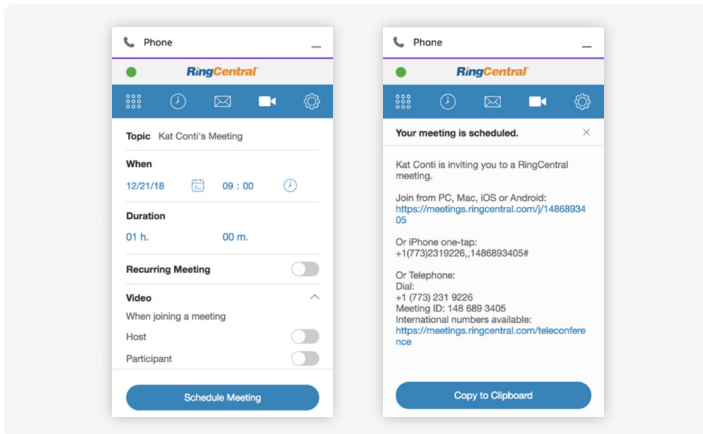 Phone
RingCentral
Topic Kat Conti's Meeting
When
12/21/18 09 : 00
Duration
01 h. 00 m.
Recurring Meeting
Video
When joining a meeting
Host
Participant
Schedule Meeting
Phone
RingCentral
Your meeting is scheduled.
Kat Conti is inviting you to a RingCentral
meeting.
Join from PC, Mac, iOS or Android:
https://meetings.ringcentral.com/j/14868934
05
Or iPhone one-tap:
+1(773)2319226,,1486893405#
Or Telephone:
Dial:
+1 (773) 231 9226
Meeting ID: 148 689 3405
International numbers available:
https://meetings.ringcentral.com/teleconfere
nce
Copy to Clipboard